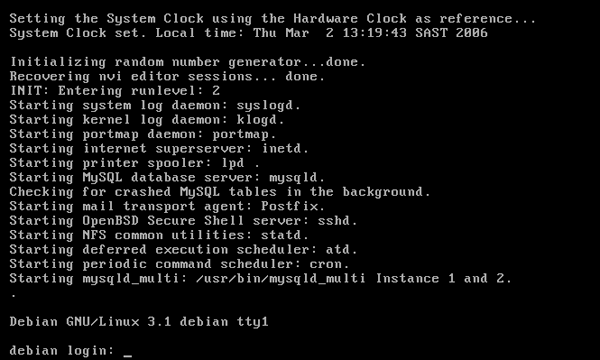 Setting the System Clock using the Hardware Clock as reference...
System Clock set. Local time: Thu Mar  2 13:19:43 SAST 2006
Initializing random number generator...done.
Recovering nvi editor sessions... done.
INIT: Entering runlevel: 2
Starting system log daemon: syslogd.
Starting kernel log daemon: klogd.
Starting portmap daemon: portmap.
Starting internet superserver: inetd.
Starting printer spooler: lpd .
Starting MySQL database server: mysqld.
Checking for crashed MySQL tables in the background.
Starting mail transport agent: Postfix.
Starting OpenBSD Secure Shell server: sshd.
Starting NFS common utilities: statd.
Starting deferred execution scheduler: atd.
Starting periodic command scheduler: cron.
Starting mysqld_multi: /usr/bin/mysqld_multi Instance 1 and 2.
.
Debian GNU/Linux 3.1 debian tty1
debian login: _